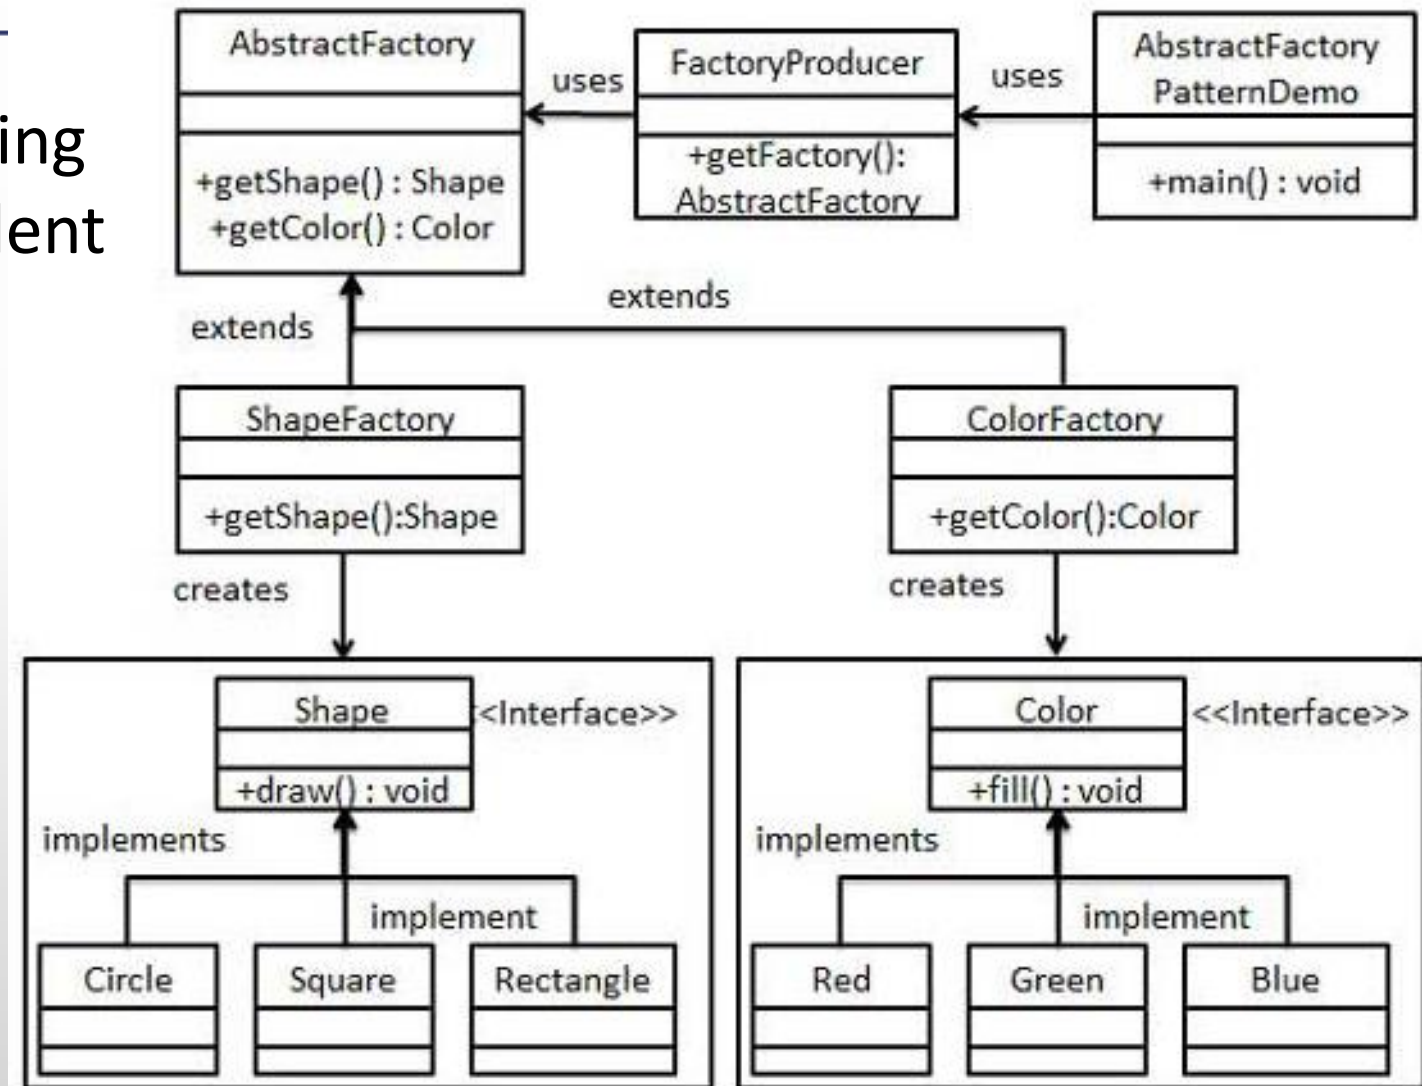 ing
lent
AbstractFactory
+getShape() : Shape
+getColor() : Color
uses
FactoryProducer
+getFactory():
AbstractFactory
uses
AbstractFactory
PatternDemo
+main() : void
extends
extends
ShapeFactory
+getShape():Shape
ColorFactory
+getColor():Color
creates
creates
Shape
<<Interface>>
+draw() : void
implements
implement
Circle
Square
Rectangle
Color
<<Interface>>
+fill() : void
implements
implement
Red
Green
Blue